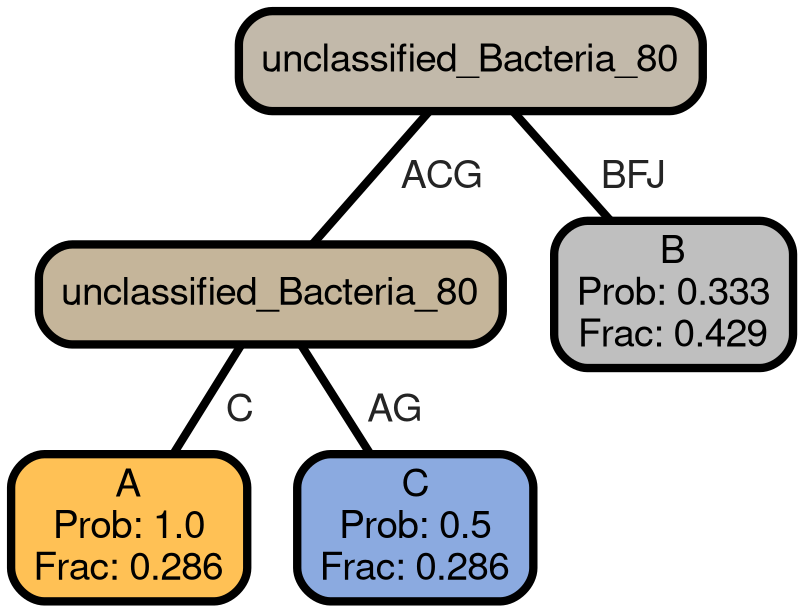 unclassified_Bacteria_80
ACG
BFJ
unclassified_Bacteria_80
B
Prob: 0.333
Frac: 0.429
C
AG
A
Prob: 1.0
Frac: 0.286
C
Prob: 0.5
Frac: 0.286